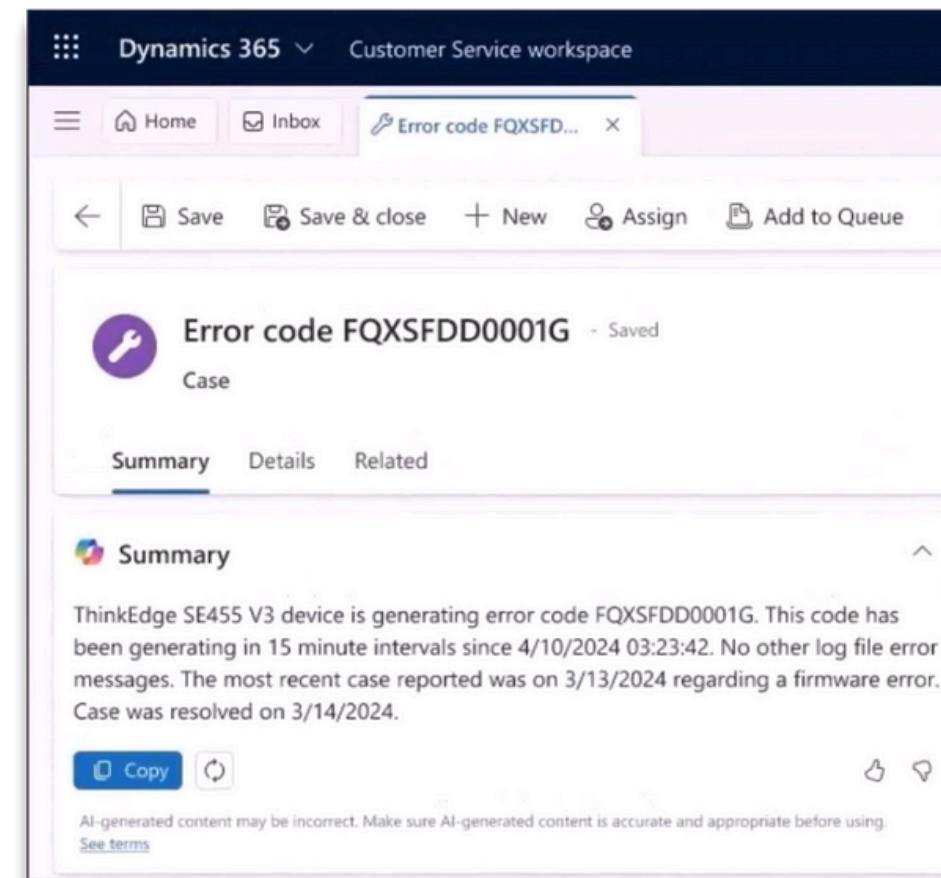 Dynamics 365 Customer Service workspace
Home Inbox Error code FQXSFD...
Save Save & close New Assign Add to Queue
Error code FQXSFDD0001G - Saved
Case
Summary Details Related
Summary
ThinkEdge SE455 V3 device is generating error code FQXSFDD0001G. This code has
been generating in 15 minute intervals since 4/10/2024 03:23:42. No other log file error
messages. The most recent case reported was on 3/13/2024 regarding a firmware error.
Case was resolved on 3/14/2024.
Copy
AI-generated content may be incorrect. Make sure AI-generated content is accurate and appropriate before using.
See terms